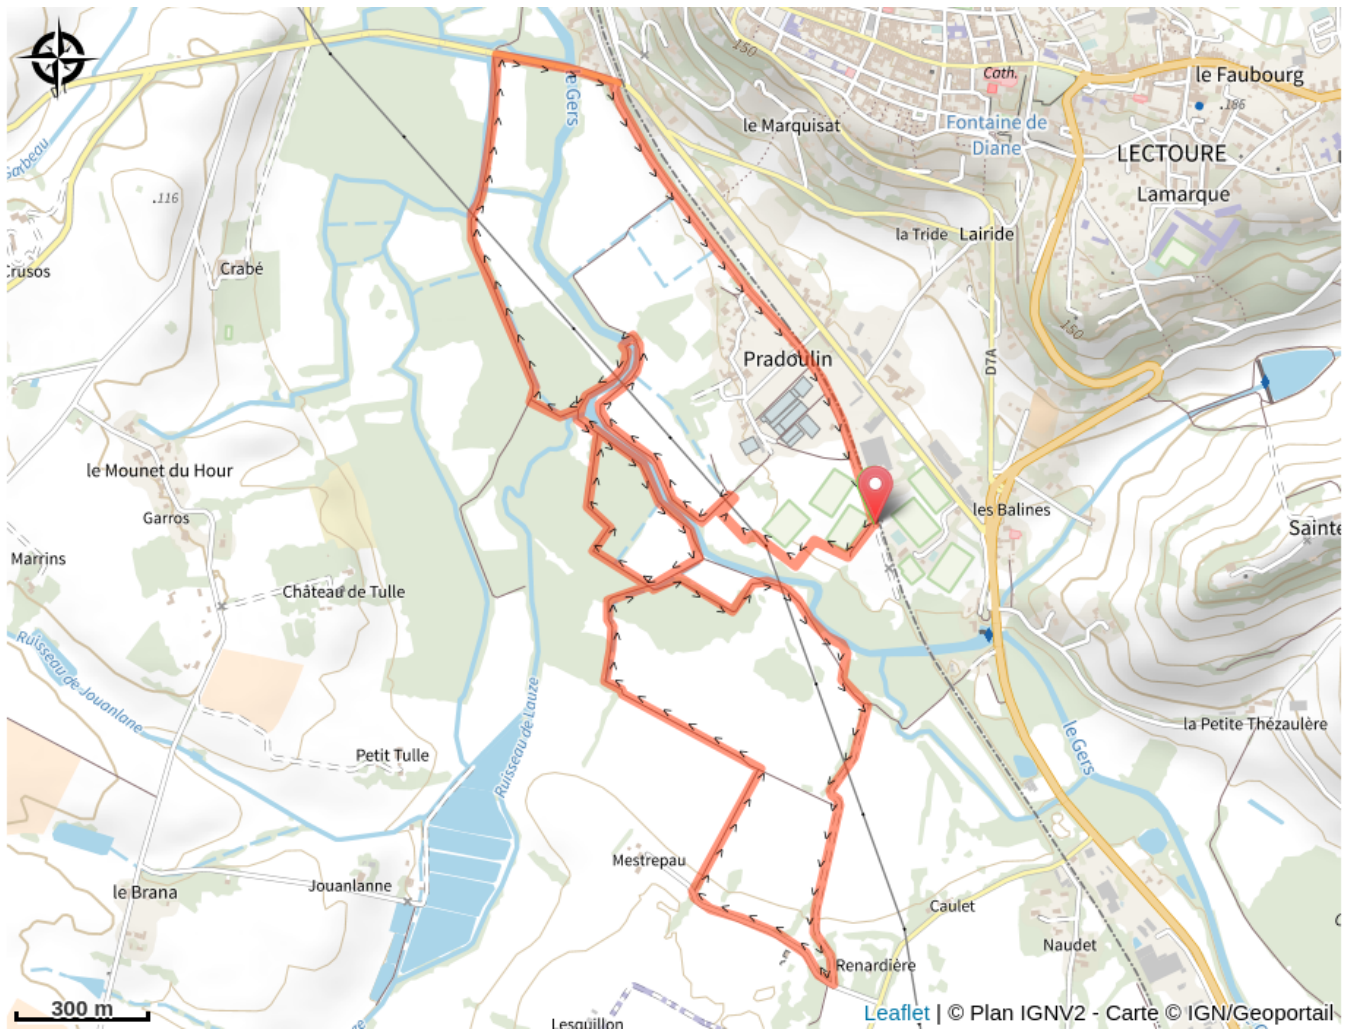 150
Cath.
le Faubourg
.186
le Gers
le Marquisat
Fontaine de
Diane
LECTOURE
Lamarque
.116
la Tride
Lairide
Crabé
150
Pradoulin
D7A
le Mounet du Hour
Garros
les Balines
Marrins
Château de Tulle
Ruisseau de Jouanlane
Ruisseau de Lauze
la Petite Thézaulère
le Gers
Petit Tulle
Mestrepau
Jouanlanne
le Brana
Caulet
Naudet
Renardière
300 m
Lesquillon
Leaflet | © Plan IGNV2 - Carte © IGN/Geoportail